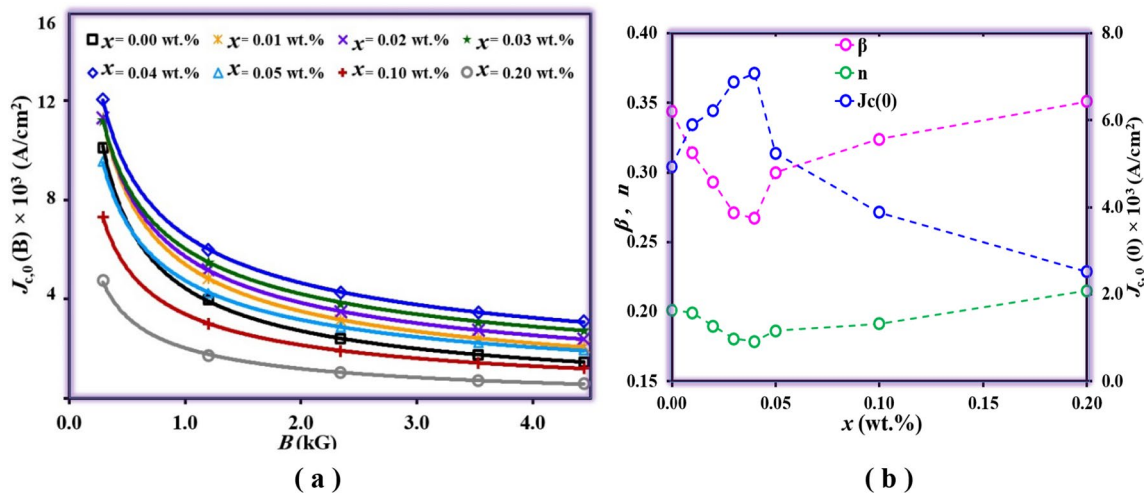 16
x = 0.00 wt.% x = 0.01 wt.% x = 0.02 wt.% x = 0.03 wt.%
x = 0.04 wt.% x = 0.05 wt.% x = 0.10 wt.% x = 0.20 wt.%
12
8
4
J_c,0 (B) × 10³ (A/cm²)
0.0 1.0 2.0 3.0 4.0
B (kG)
( a )
0.40
0.35
0.30
0.25
0.20
0.15
β , n
β
n
Jc(0)
8.0
6.0
4.0
2.0
0.0
J_c,0 (0) × 10³ (A/cm²)
0.00 0.05 0.10 0.15 0.20
x (wt.%)
( b )